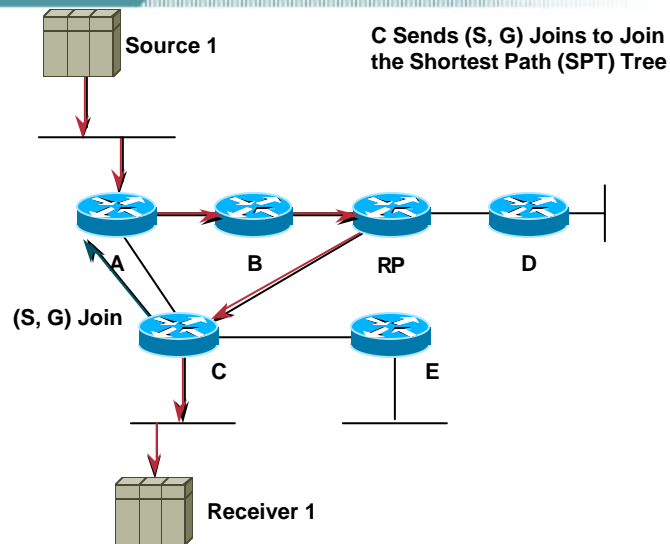 Source 1
C Sends (S, G) Joins to Join
the Shortest Path (SPT) Tree
A
B
RP
D
(S, G) Join
C
E
Receiver 1